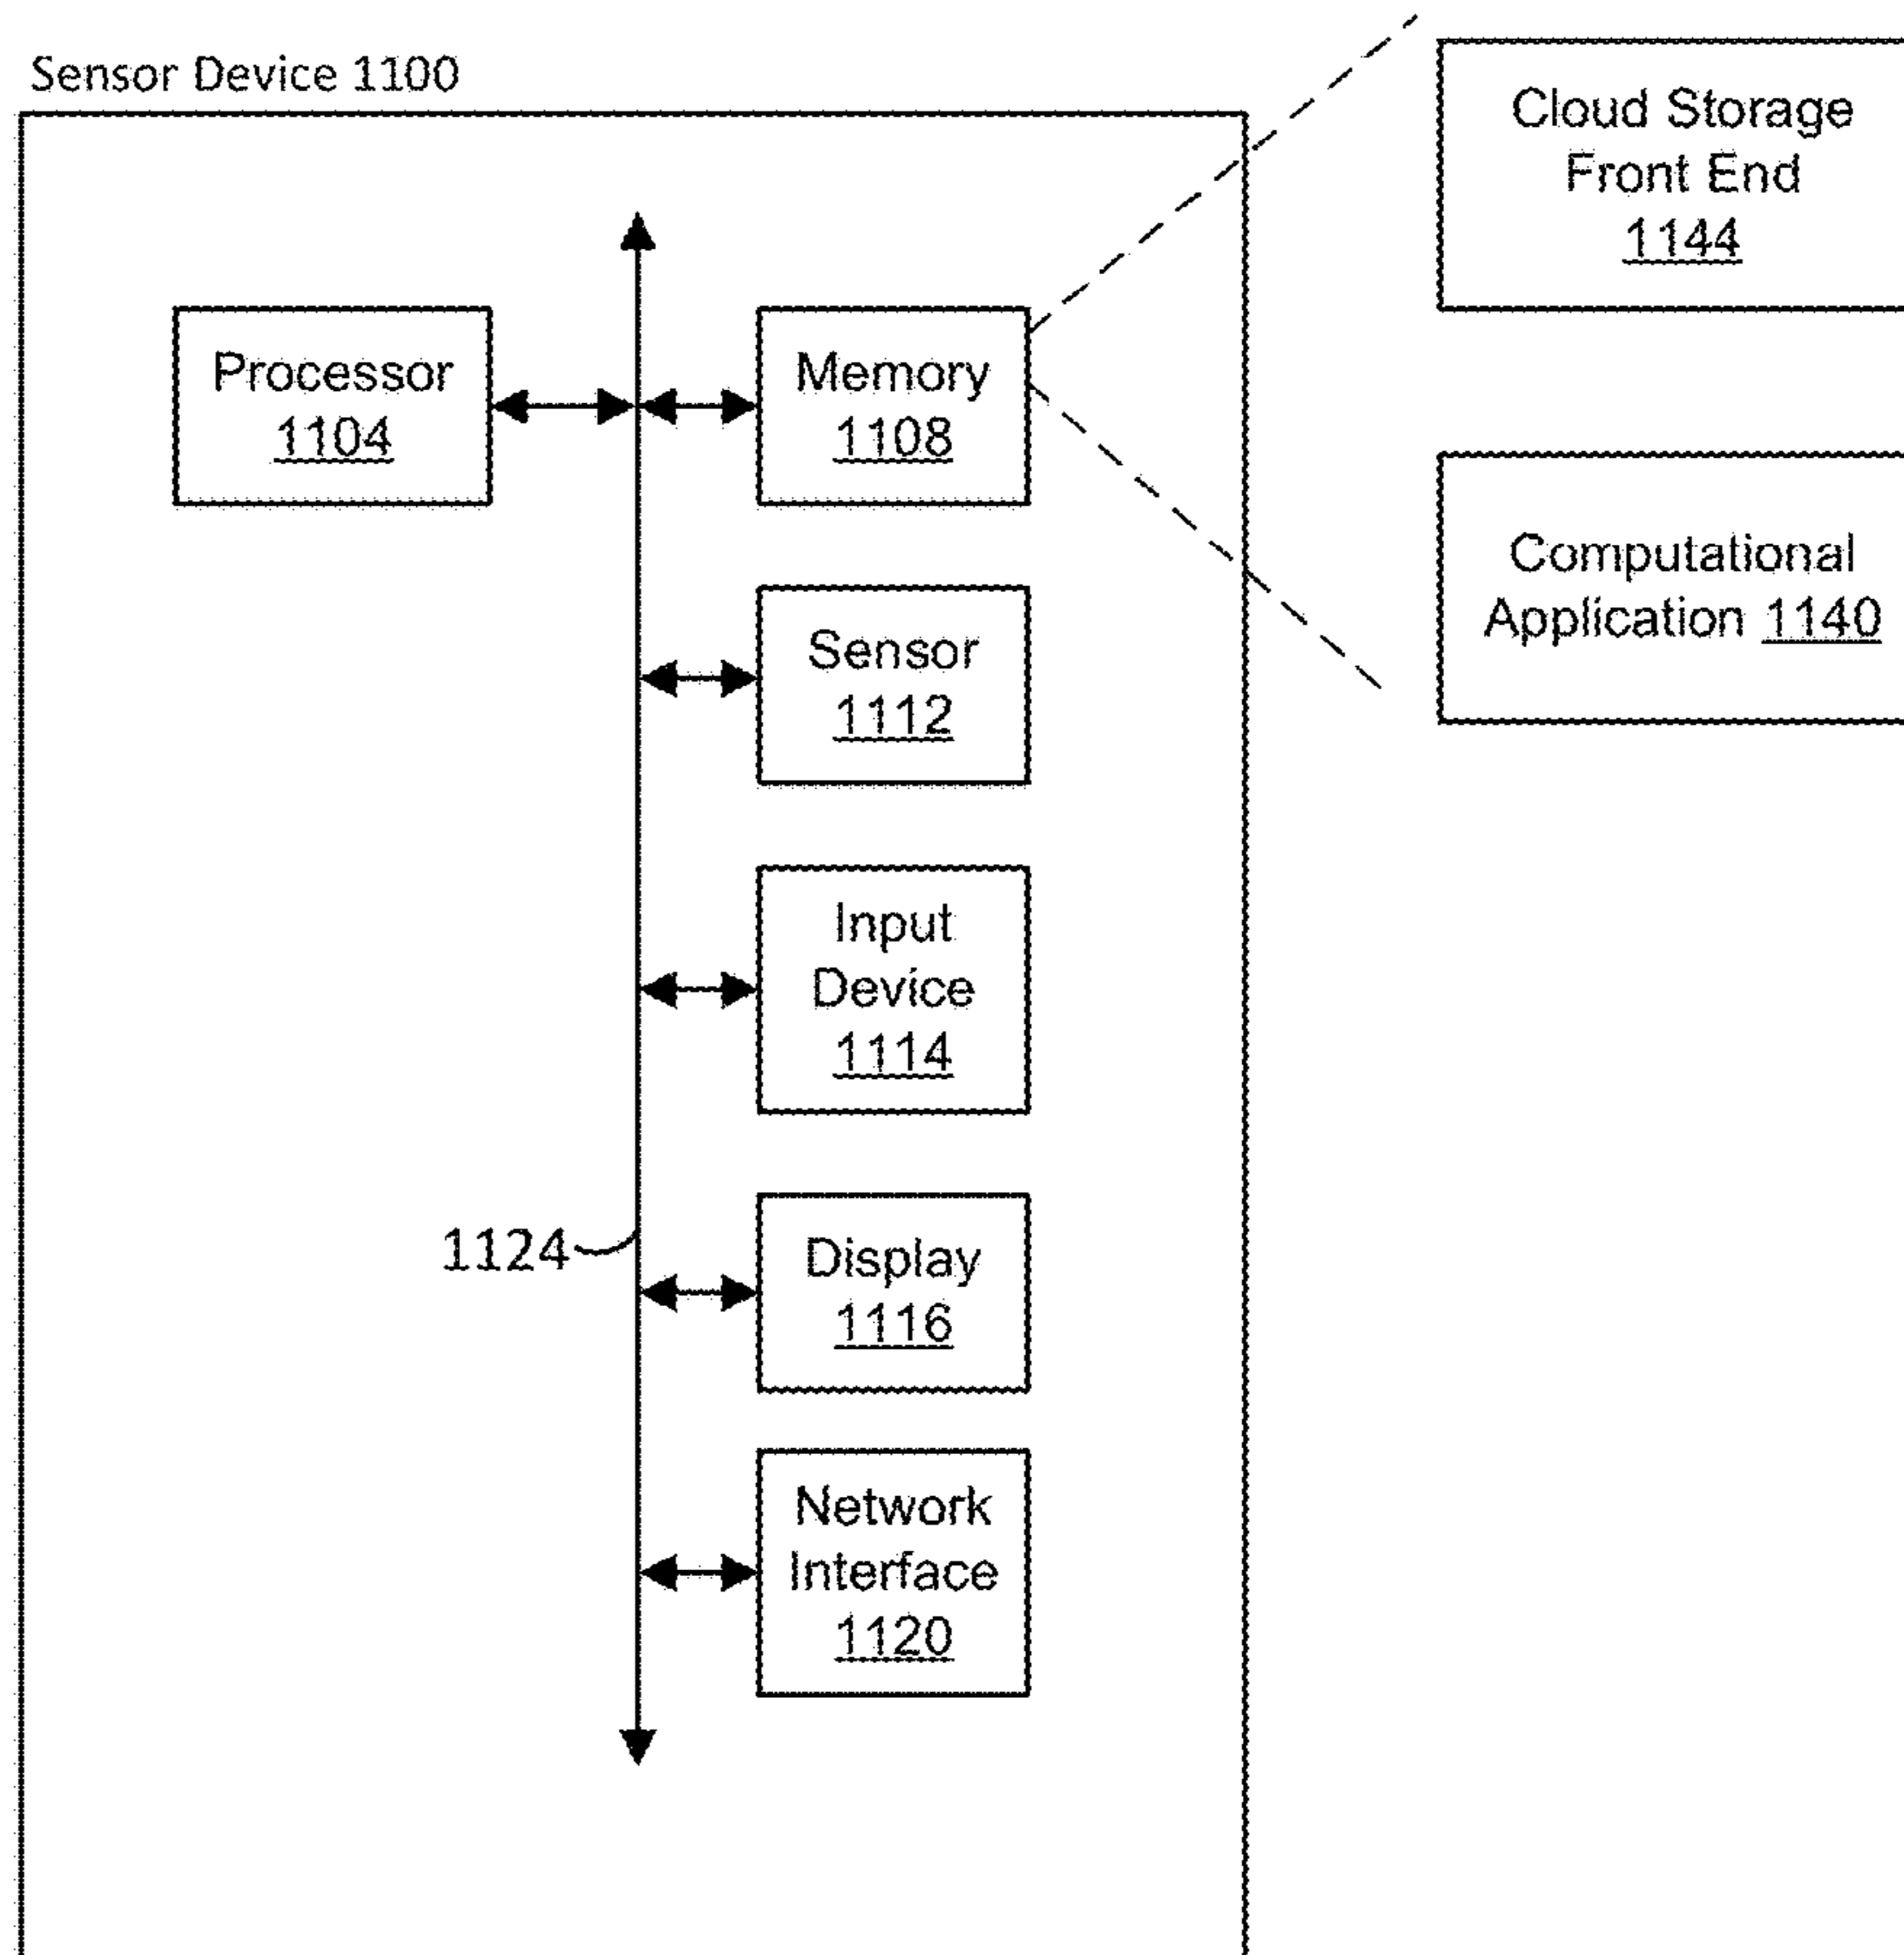 Sensor Device 1100
Cloud Storage
Front End
1144
Processor
1104
Memory
1108
Computational
Application 1140
Sensor
1112
Input
Device
1114
1124
Display
1116
Network
Interface
1120